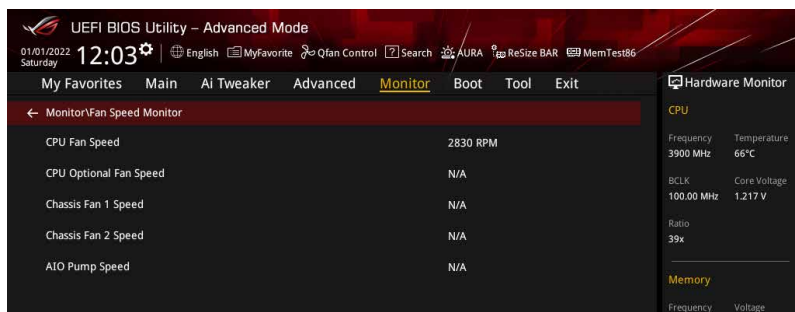 UEFI BIOS Utility – Advanced Mode
01/01/2022 Saturday 12:03 English MyFavorite Qfan Control ? Search AURA ReSize BAR MemTest86
My Favorites Main Ai Tweaker Advanced Monitor Boot Tool Exit
Hardware Monitor
← Monitor\Fan Speed Monitor
CPU Fan Speed 2830 RPM
CPU Optional Fan Speed N/A
Chassis Fan 1 Speed N/A
Chassis Fan 2 Speed N/A
AIO Pump Speed N/A
CPU
Frequency Temperature
3900 MHz 66°C
BCLK Core Voltage
100.00 MHz 1.217 V
Ratio
39x
Memory
Frequency Voltage